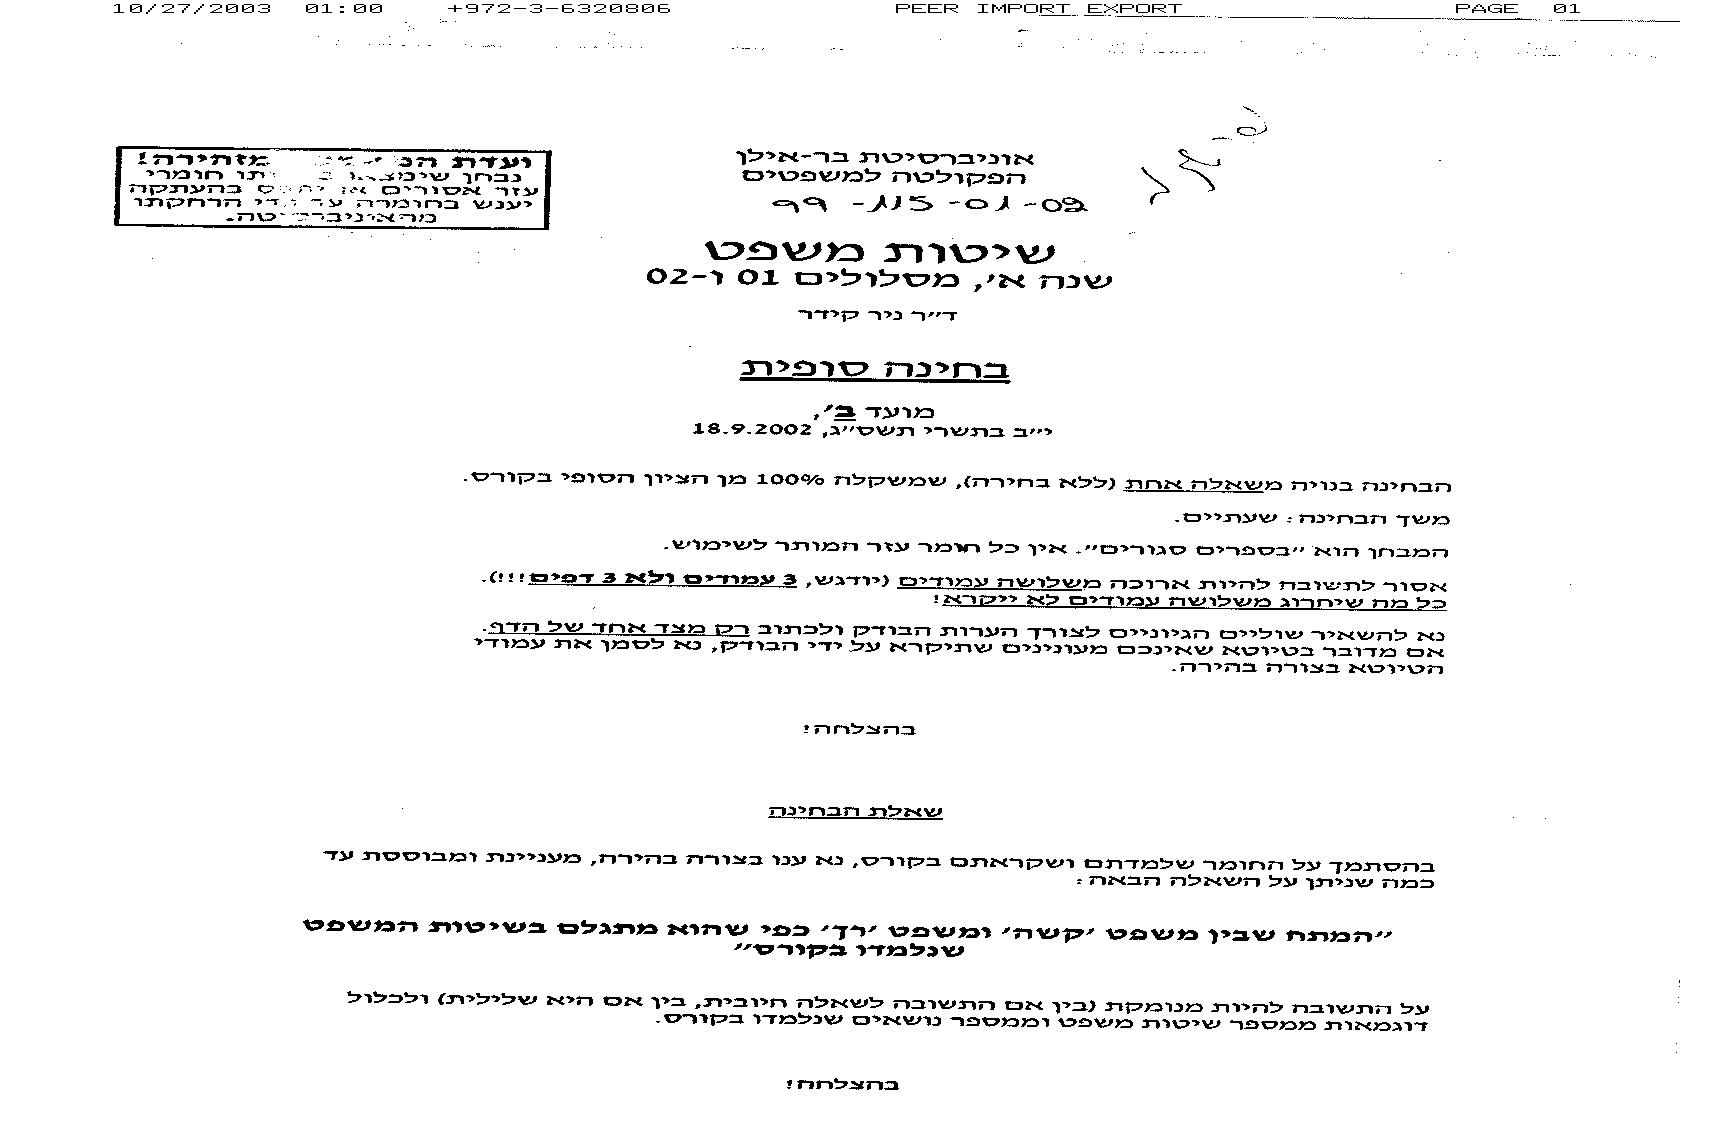 10/27/2003 01:00 +972-3-6320806 PEER IMPORT EXPORT PAGE 01
אוניברסיטת בר-אילן
הפקולטה למשפטים
99-115-01-02
ועדת מזהירה!
נבחן חומרי
עזר אסורים או בהעתקה
יענש בחומרה עד כדי הרחקתו
מהאוניברסיטה.
שיטות משפט
שנה א', מסלולים 01 ו-02
ד"ר ניר קידר
בחינה סופית
מועד ב',
י"ב בתשרי תשס"ג, 18.9.2002
הבחינה בנויה משאלה אחת (ללא בחירה), שמשקלה 100% מן הציון הסופי בקורס.
משך הבחינה: שעתיים.
המבחן הוא "בספרים סגורים". אין כל חומר עזר המותר לשימוש.
אסור לתשובה להיות ארוכה משלושה עמודים (יודגש, 3 עמודים ולא 3 דפים!!!).
כל מה שיחרוג משלושה עמודים לא ייקרא!
נא להשאיר שוליים הגיוניים לצורך הערות הבודק ולכתוב רק מצד אחד של הדף.
אם מדובר בטיוטא שאינכם מעונינים שתיקרא על ידי הבודק, נא לסמן את עמודי
הטיוטא בצורה בהירה.
בהצלחה!
שאלת הבחינה
בהסתמך על החומר שלמדתם ושקראתם בקורס, נא ענו בצורה בהירה, מעניינת ומבוססת עד
כמה שניתן על השאלה הבאה:
"המתח שבין משפט 'קשה' ומשפט 'רך' כפי שהוא מתגלם בשיטות המשפט
שנלמדו בקורס"
על התשובה להיות מנומקת (בין אם התשובה לשאלה חיובית, בין אם היא שלילית) ולכלול
דוגמאות ממספר שיטות משפט וממספר נושאים שנלמדו בקורס.
בהצלחה!